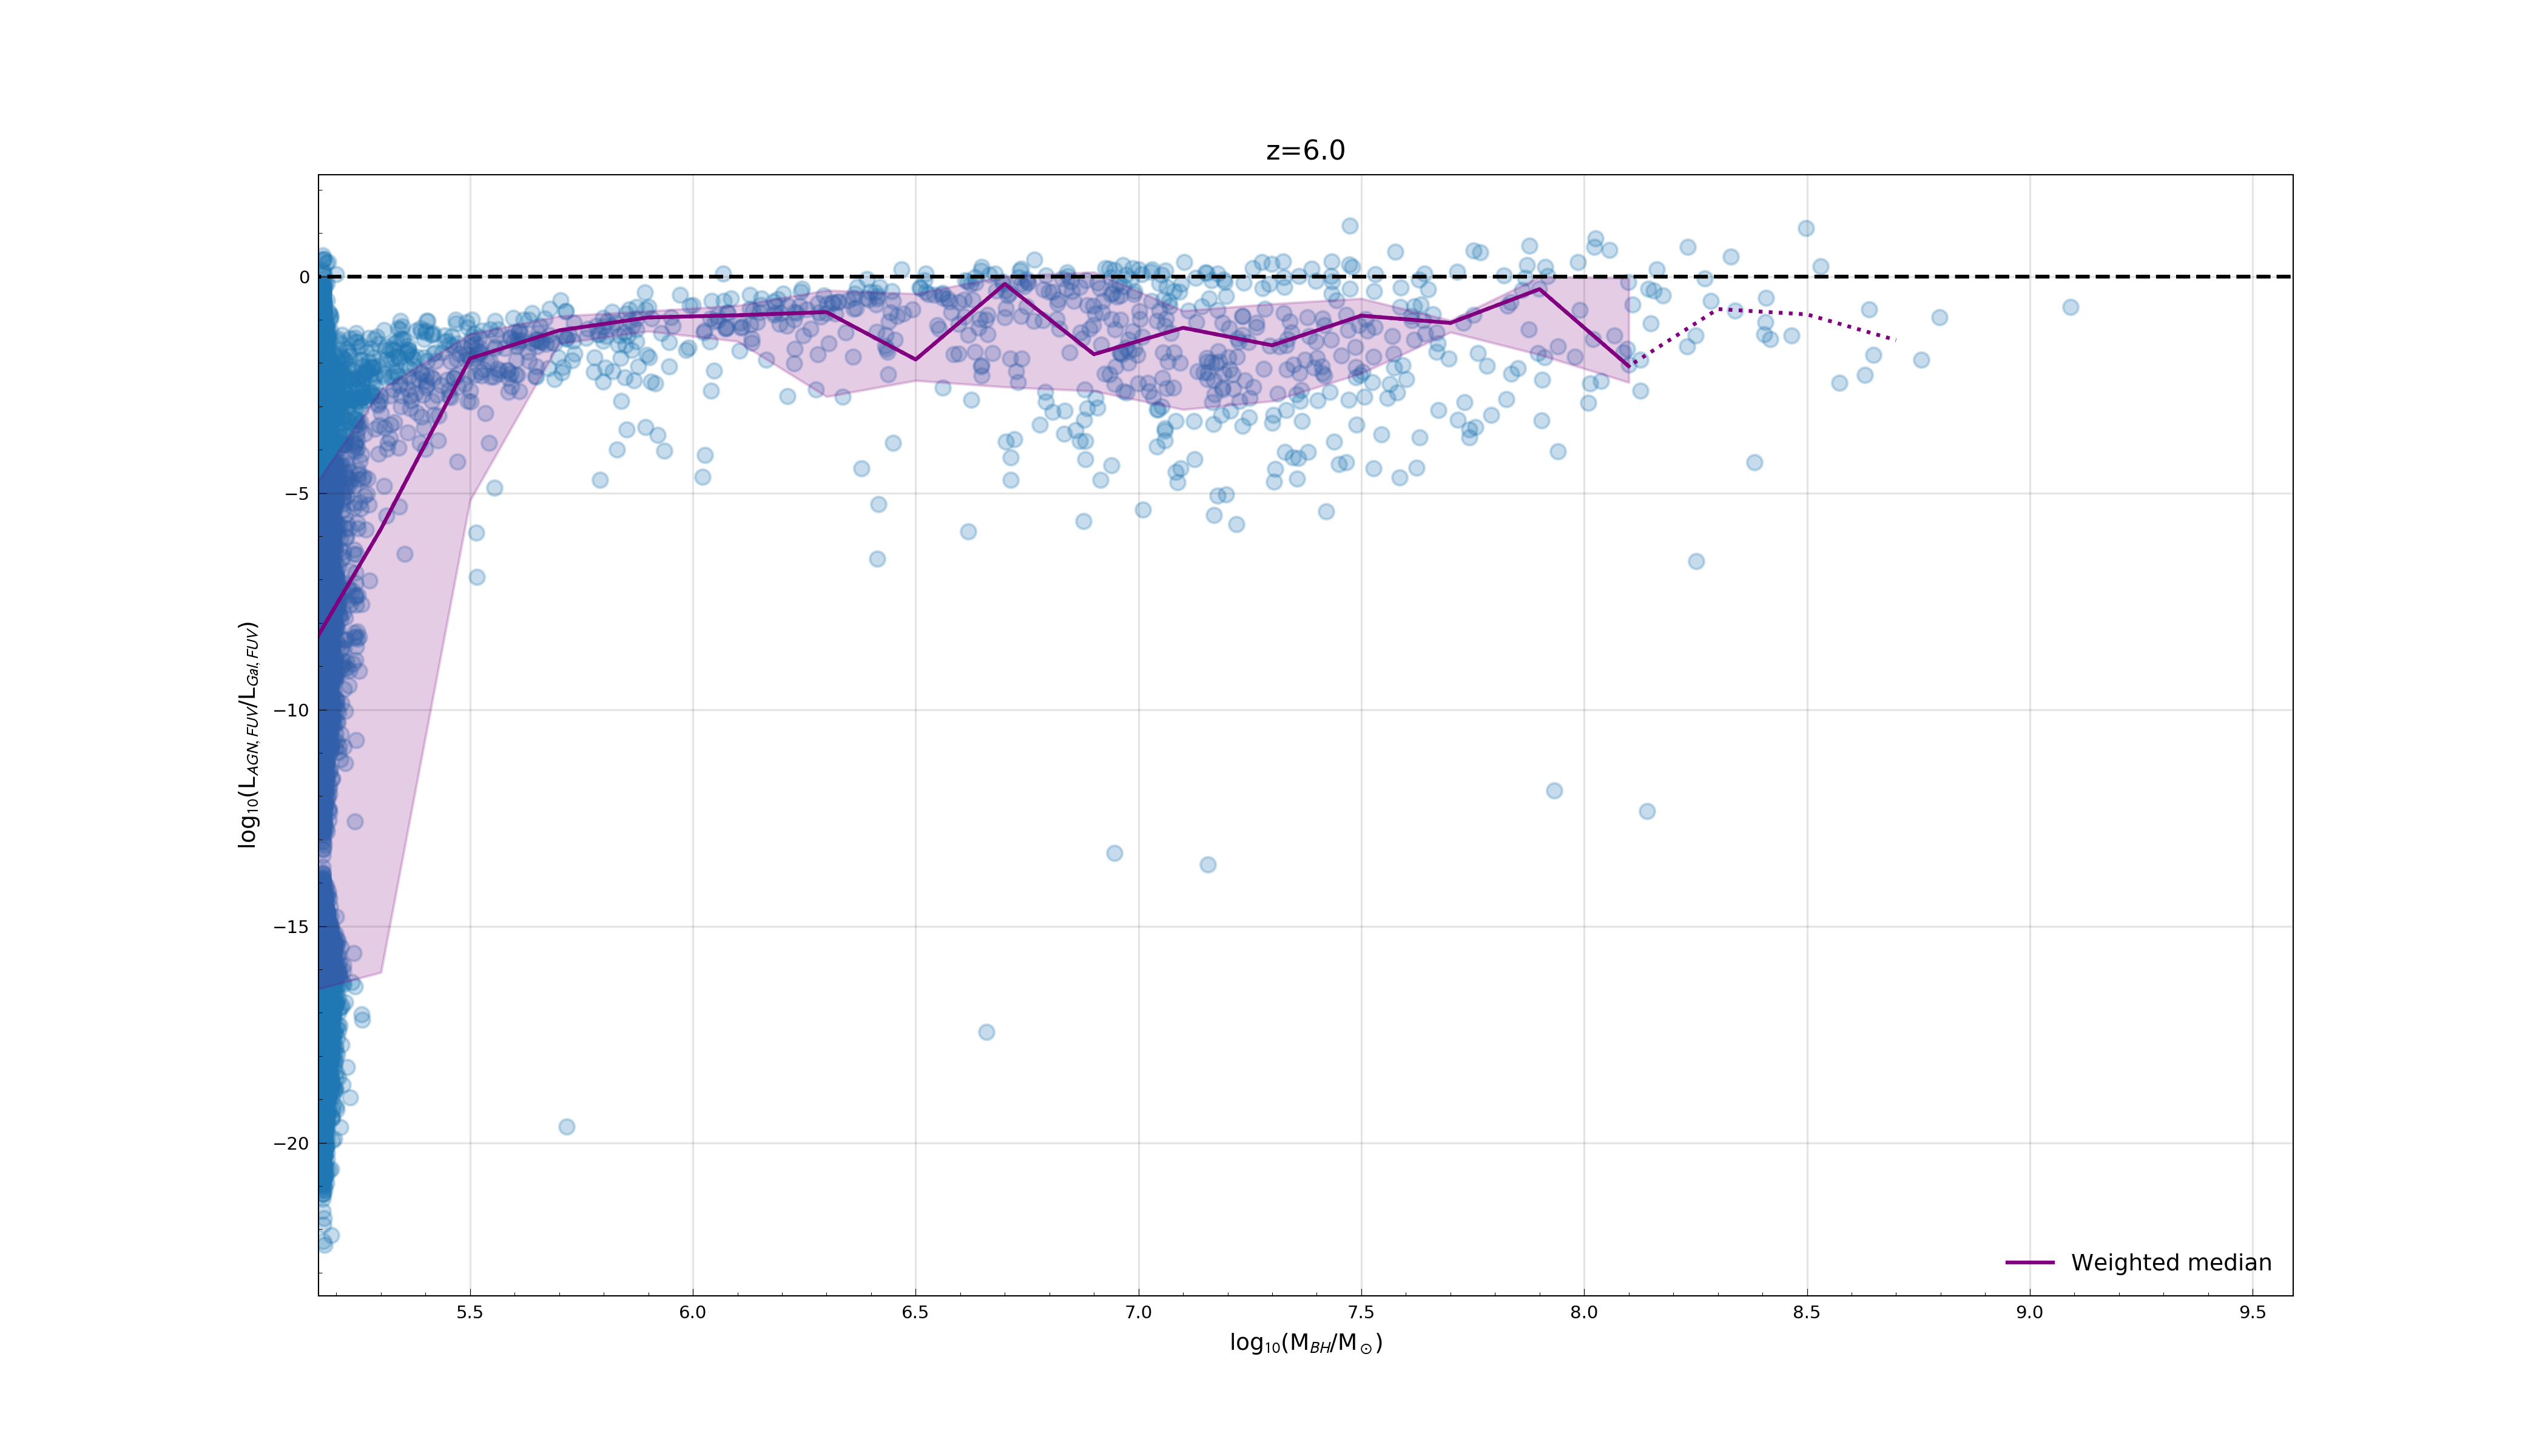 z=6.0
0
−5
−10
−15
−20
log₁₀(L_AGN, FUV/L_Gal, FUV)
5.5 6.0 6.5 7.0 7.5 8.0 8.5 9.0 9.5
log₁₀(M_BH/M_⊙)
Weighted median